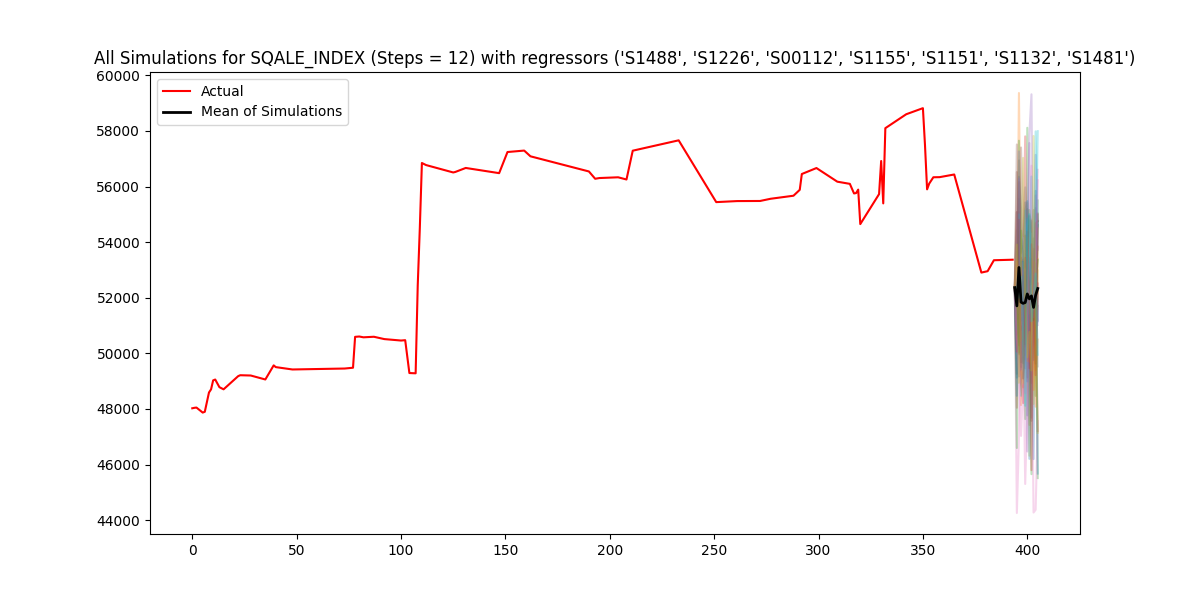 All Simulations for SQALE_INDEX (Steps = 12) with regressors ('S1488', 'S1226', 'S00112', 'S1155', 'S1151', 'S1132', 'S1481')
Actual
Mean of Simulations
60000
58000
56000
54000
52000
50000
48000
46000
44000
0 50 100 150 200 250 300 350 400